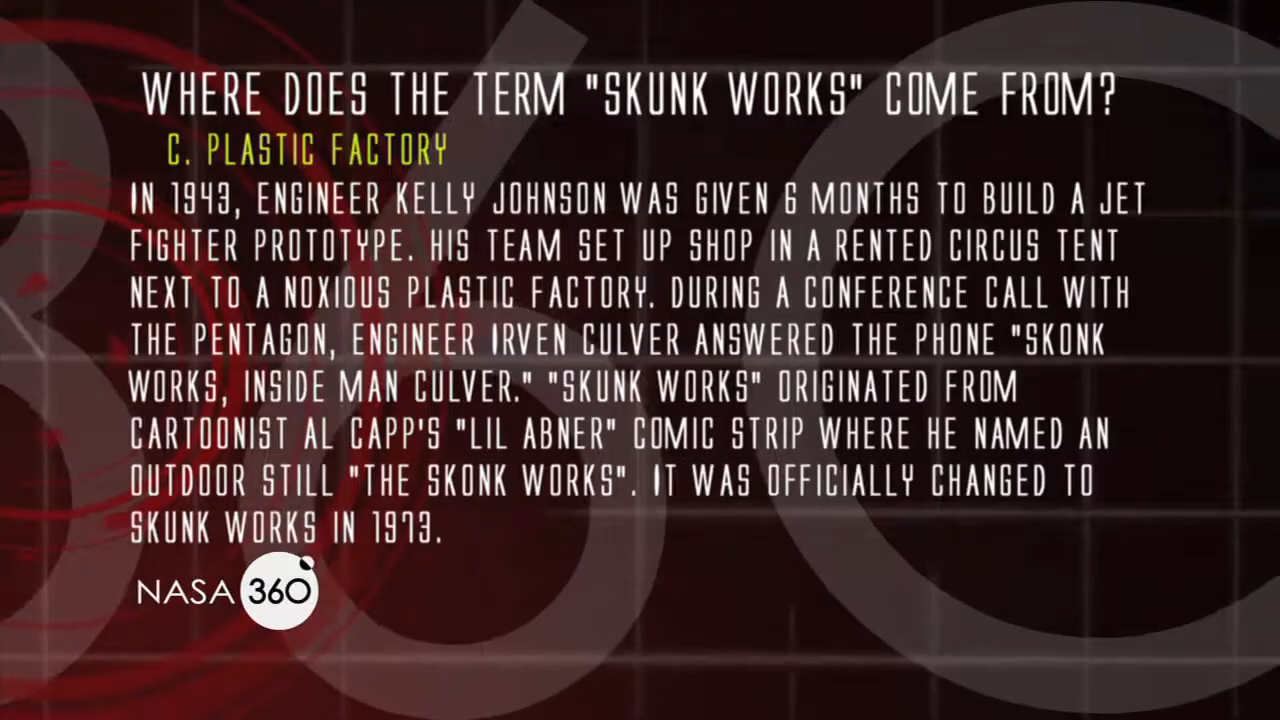 WHERE DOES THE TERM "SKUNK WORKS" COME FROM?
C. PLASTIC FACTORY
IN 1943, ENGINEER KELLY JOHNSON WAS GIVEN 6 MONTHS TO BUILD A JET
FIGHTER PROTOTYPE. HIS TEAM SET UP SHOP IN A RENTED CIRCUS TENT
NEXT TO A NOXIOUS PLASTIC FACTORY. DURING A CONFERENCE CALL WITH
THE PENTAGON, ENGINEER IRVEN CULVER ANSWERED THE PHONE "SKONK
WORKS, INSIDE MAN CULVER." "SKUNK WORKS" ORIGINATED FROM
CARTOONIST AL CAPP'S "LIL ABNER" COMIC STRIP WHERE HE NAMED AN
OUTDOOR STILL "THE SKONK WORKS". IT WAS OFFICIALLY CHANGED TO
SKUNK WORKS IN 1973.
NASA 360
360